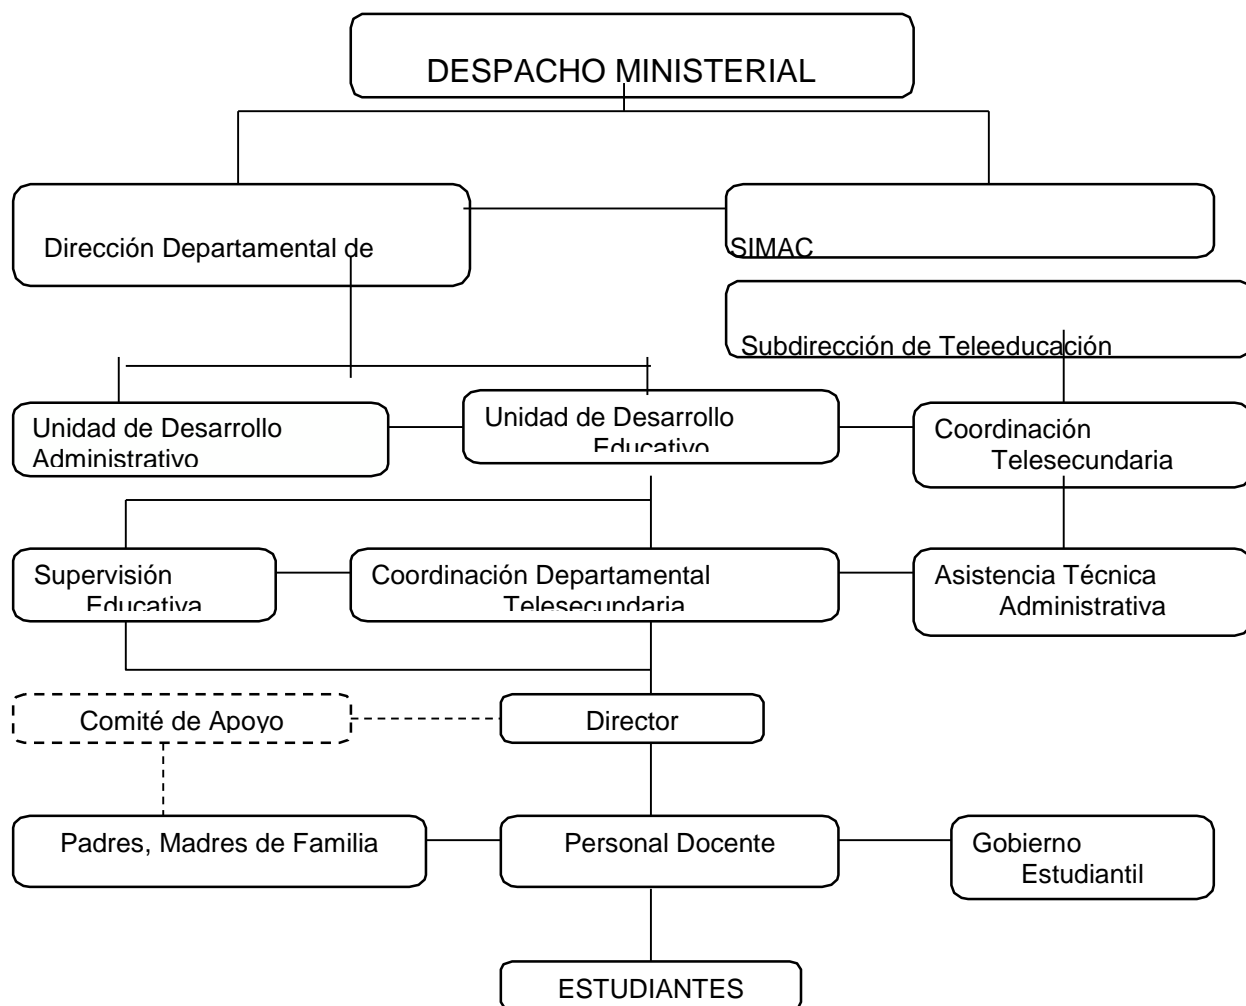 DESPACHO MINISTERIAL
Dirección Departamental de
SIMAC
Subdirección de Teleeducación
Unidad de Desarrollo
Administrativo
Unidad de Desarrollo
Educativo
Coordinación
Telesecundaria
Supervisión
Educativa
Coordinación Departamental
Telesecundaria
Asistencia Técnica
Administrativa
Comité de Apoyo
Director
Padres, Madres de Familia
Personal Docente
Gobierno
Estudiantil
ESTUDIANTES